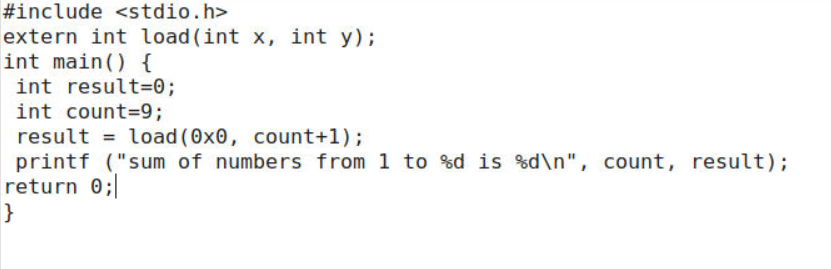 #include <stdio.h>
extern int load(int x, int y);
int main() {
 int result=0;
 int count=9;
 result = load(0x0, count+1);
 printf ("sum of numbers from 1 to %d is %d\n", count, result);
return 0;
}